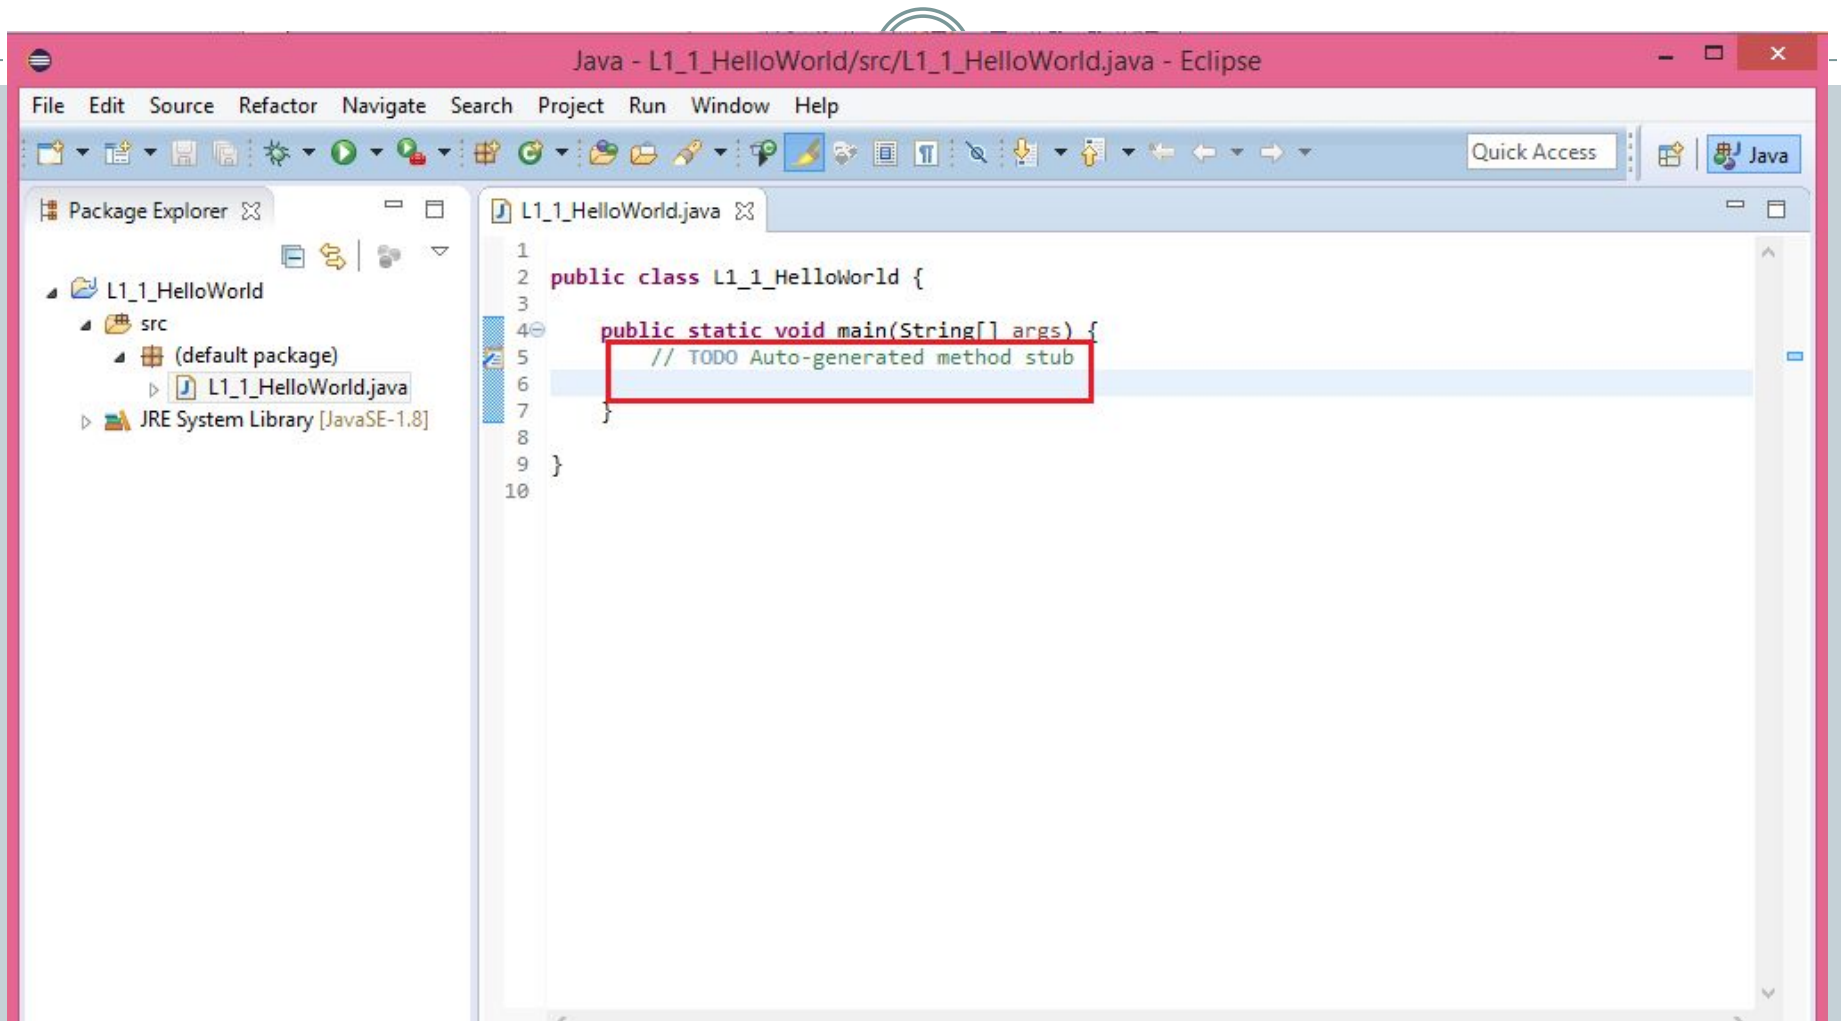 Java - L1_1_HelloWorld/src/L1_1_HelloWorld.java - Eclipse
File Edit Source Refactor Navigate Search Project Run Window Help
Quick Access
Java
Package Explorer
L1_1_HelloWorld
src
(default package)
L1_1_HelloWorld.java
JRE System Library [JavaSE-1.8]
L1_1_HelloWorld.java
1
2 public class L1_1_HelloWorld {
3
4 public static void main(String[] args) {
5 // TODO Auto-generated method stub
6
7 }
8
9 }
10